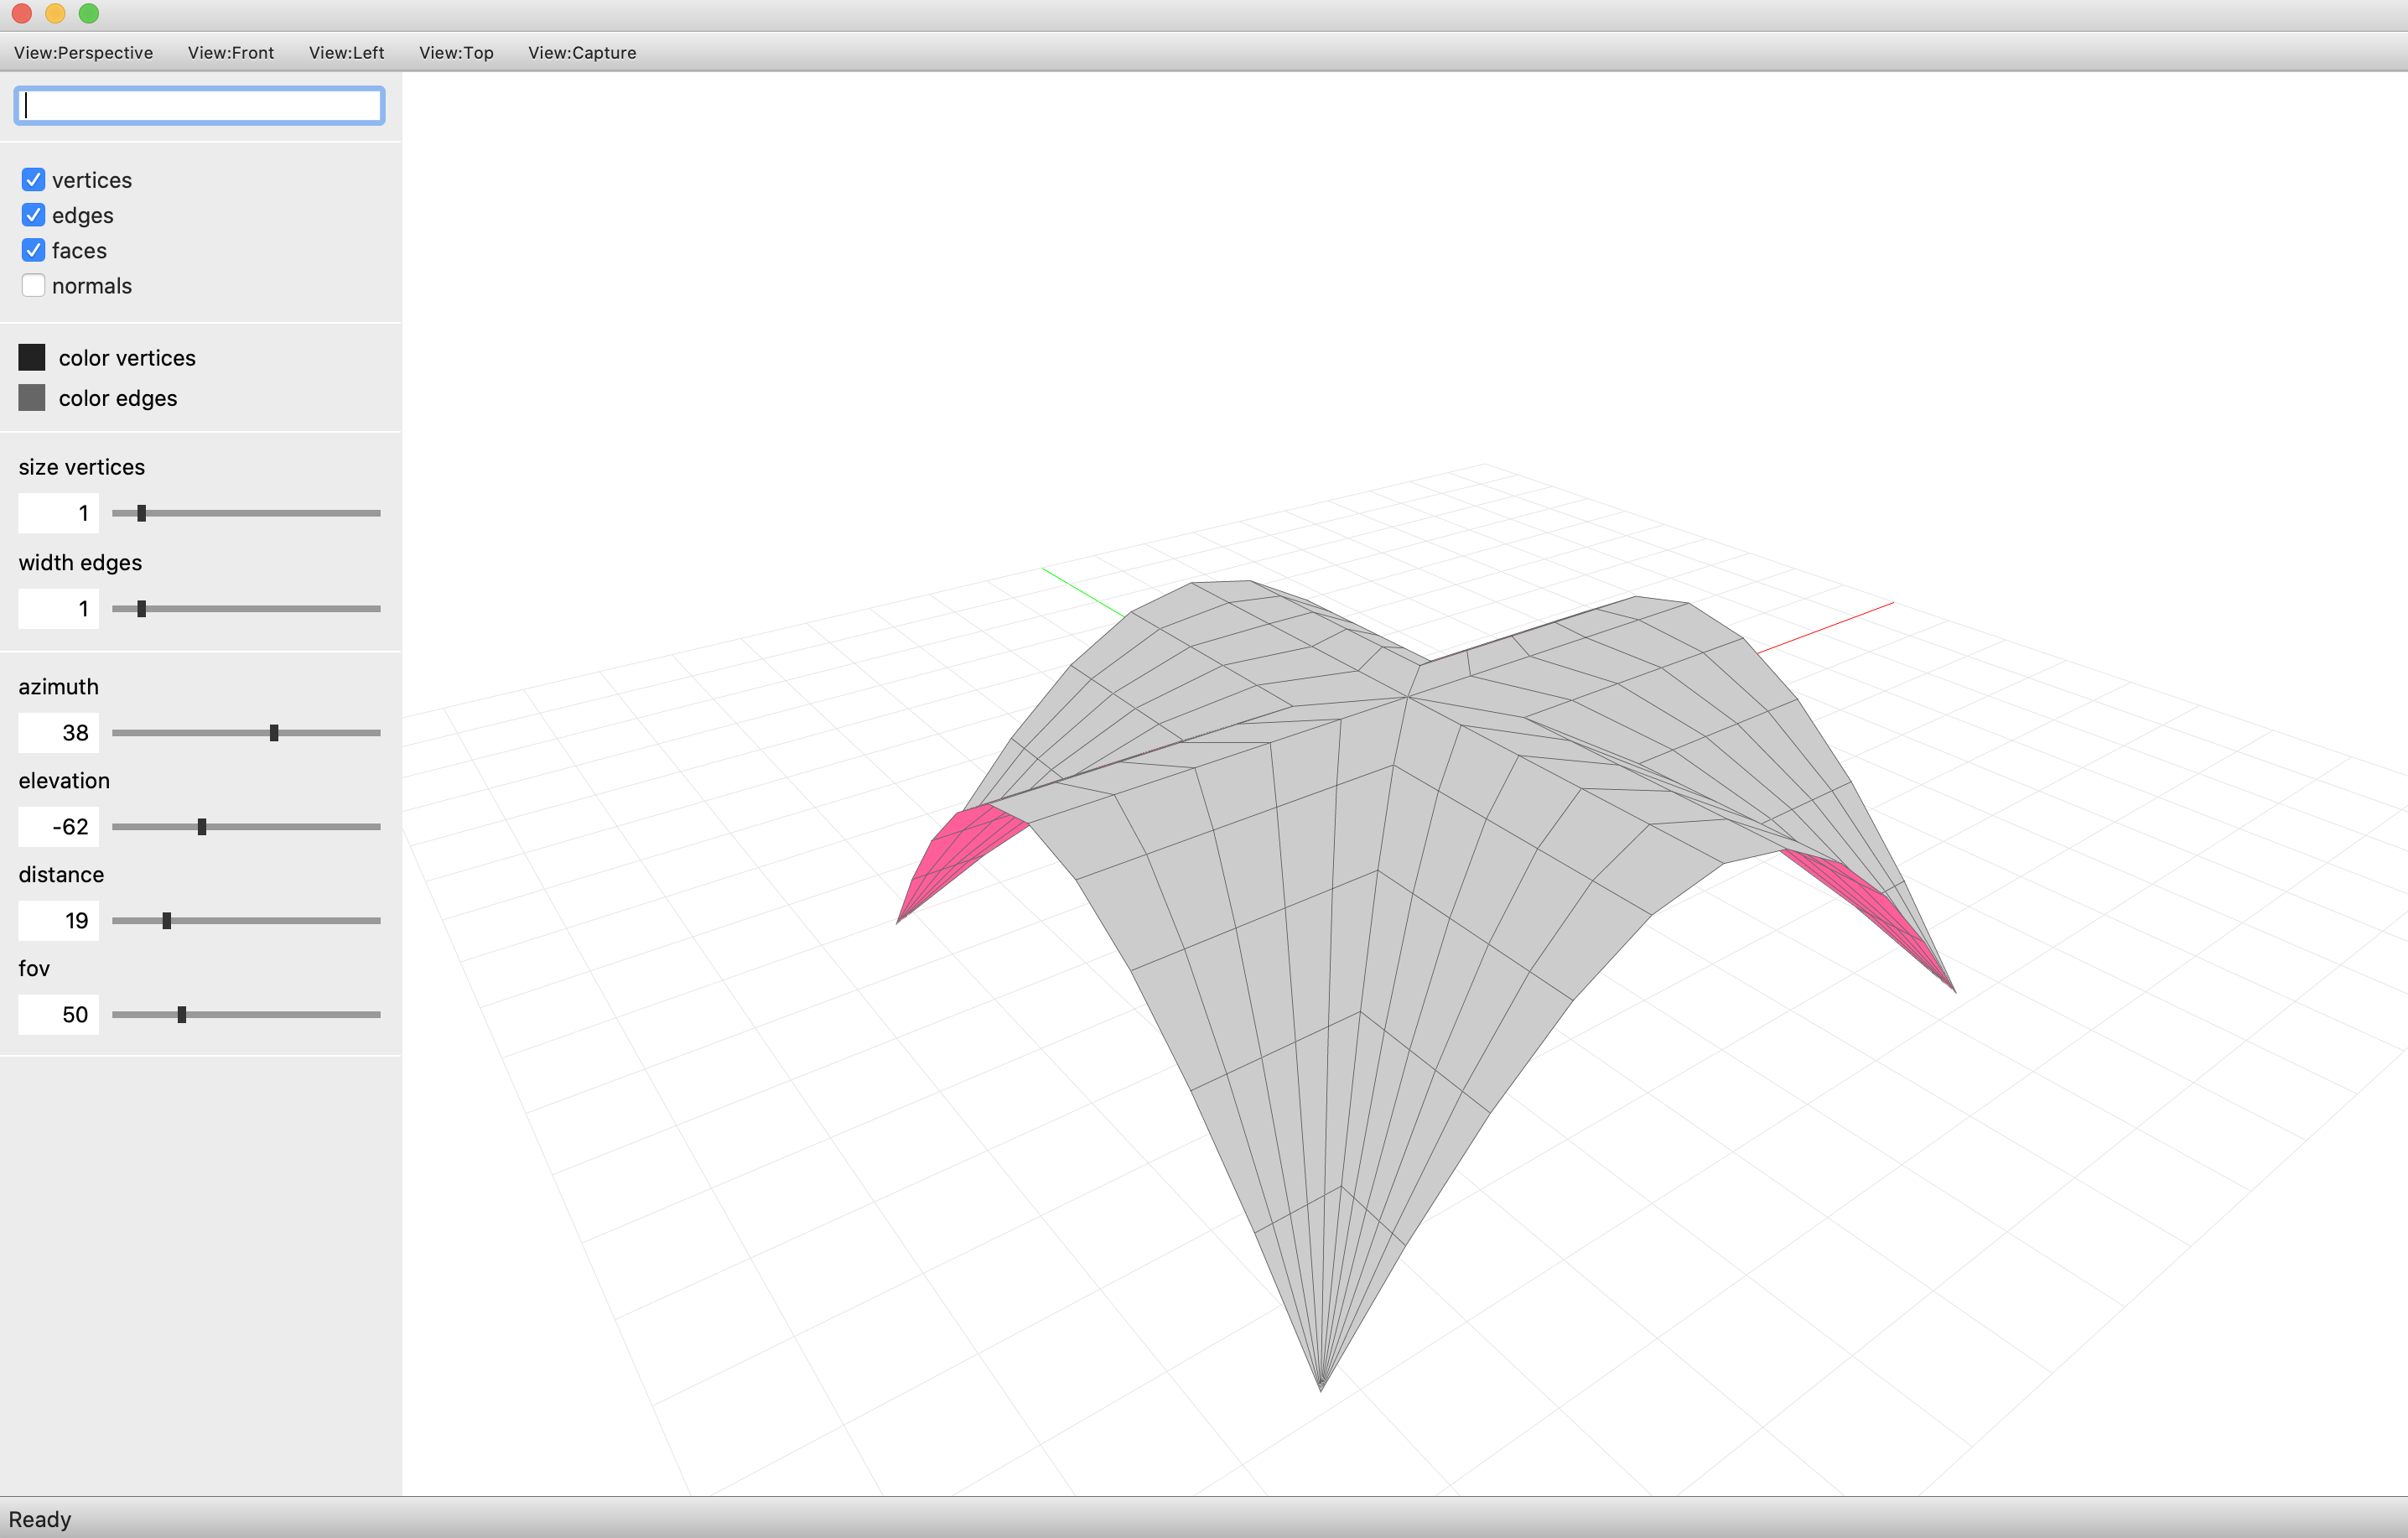 View:Perspective View:Front View:Left View:Top View:Capture
vertices
edges
faces
normals
color vertices
color edges
size vertices
1
width edges
1
azimuth
38
elevation
-62
distance
19
fov
50
Ready